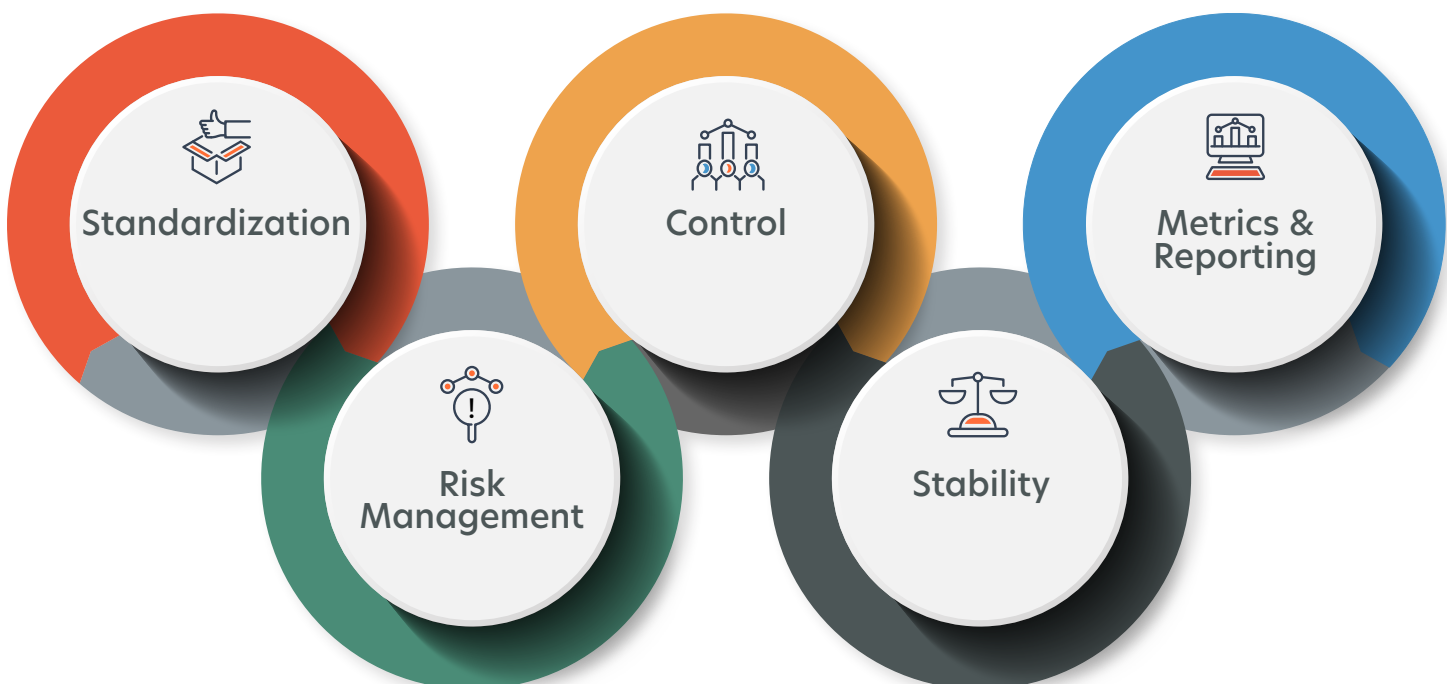 Standardization
Risk
Management
Control
Stability
Metrics &
Reporting